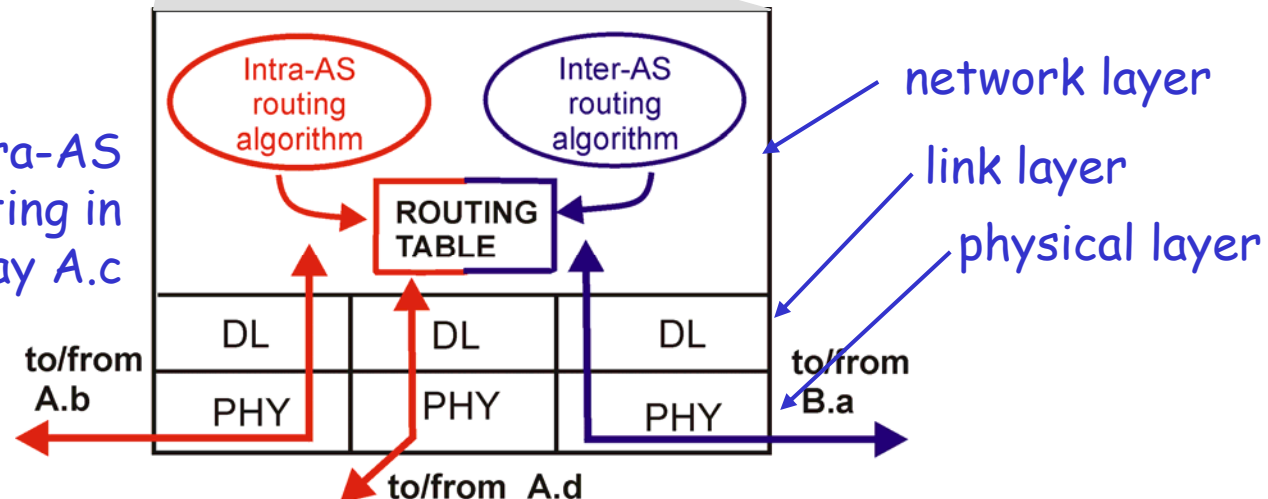 Intra-AS
routing
algorithm
Inter-AS
routing
algorithm
network layer
link layer
physical layer
A.c
ROUTING
TABLE
DL
DL
DL
PHY
PHY
PHY
to/from
A.b
to/from
B.a
to/from A.d